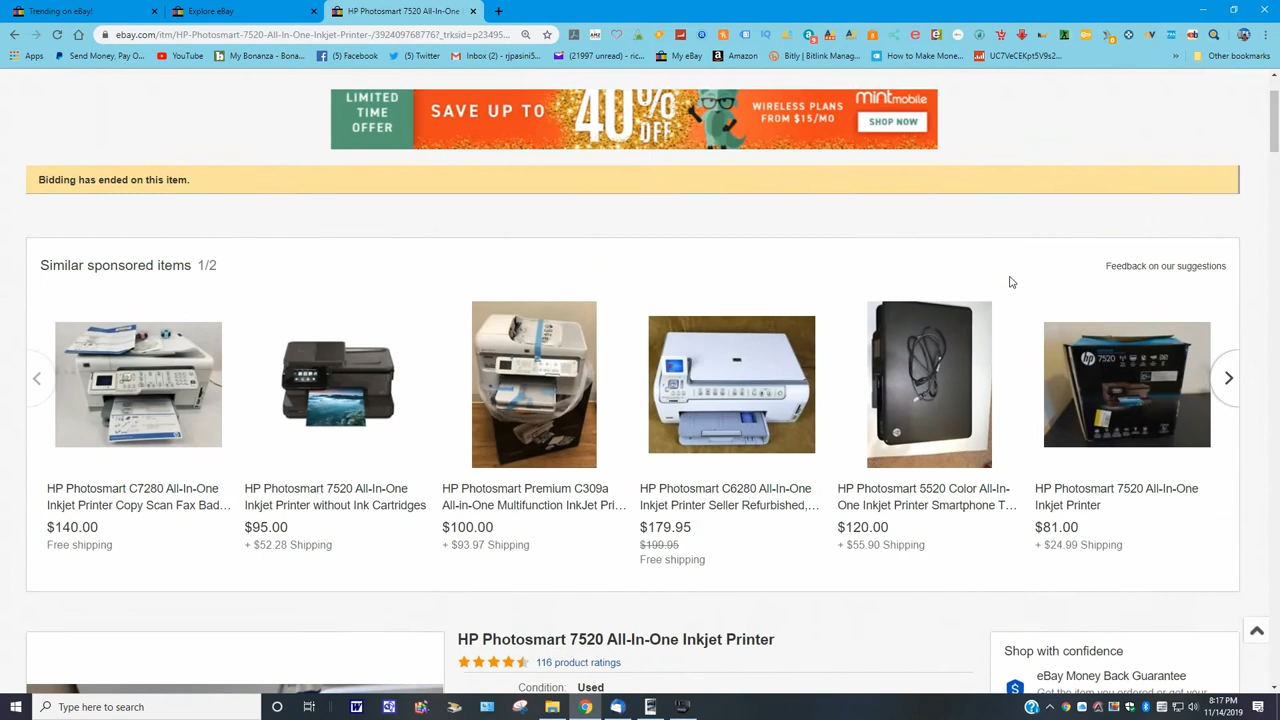 Trending on eBay!
Explore eBay
HP Photosmart 7520 All-In-One
ebay.com/itm/HP-Photosmart-7520-All-In-One-Inkjet-Printer-/392409768776?_trksid=p23495...
Apps
Send Money, Pay O...
YouTube
My Bonanza - Bona...
(3) Facebook
(5) Twitter
Inbox (2) - rjpasini5...
(21997 unread) - ric...
My eBay
Amazon
Bitly | Bitlink Manag...
How to Make Mone...
UC7VeCEKpt5V9s2...
»
Other bookmarks
LIMITED
TIME
OFFER
SAVE UP TO
40% OFF
WIRELESS PLANS
FROM $15/MO
mintmobile
SHOP NOW
Bidding has ended on this item.
Similar sponsored items 1/2
Feedback on our suggestions
HP Photosmart C7280 All-In-One
Inkjet Printer Copy Scan Fax Bad...
$140.00
Free shipping
HP Photosmart 7520 All-In-One
Inkjet Printer without Ink Cartridges
$95.00
+ $52.28 Shipping
HP Photosmart Premium C309a
All-in-One Multifunction InkJet Pri...
$100.00
+ $93.97 Shipping
HP Photosmart C6280 All-In-One
Inkjet Printer Seller Refurbished,...
$179.95
$199.95
Free shipping
HP Photosmart 5520 Color All-In-
One Inkjet Printer Smartphone T...
$120.00
+ $55.90 Shipping
hp 7520
HP Photosmart 7520 All-In-One
Inkjet Printer
$81.00
+ $24.99 Shipping
HP Photosmart 7520 All-In-One Inkjet Printer
116 product ratings
Condition: Used
Shop with confidence
eBay Money Back Guarantee
Get the item you ordered or get your
Type here to search
8:17 PM
11/14/2019